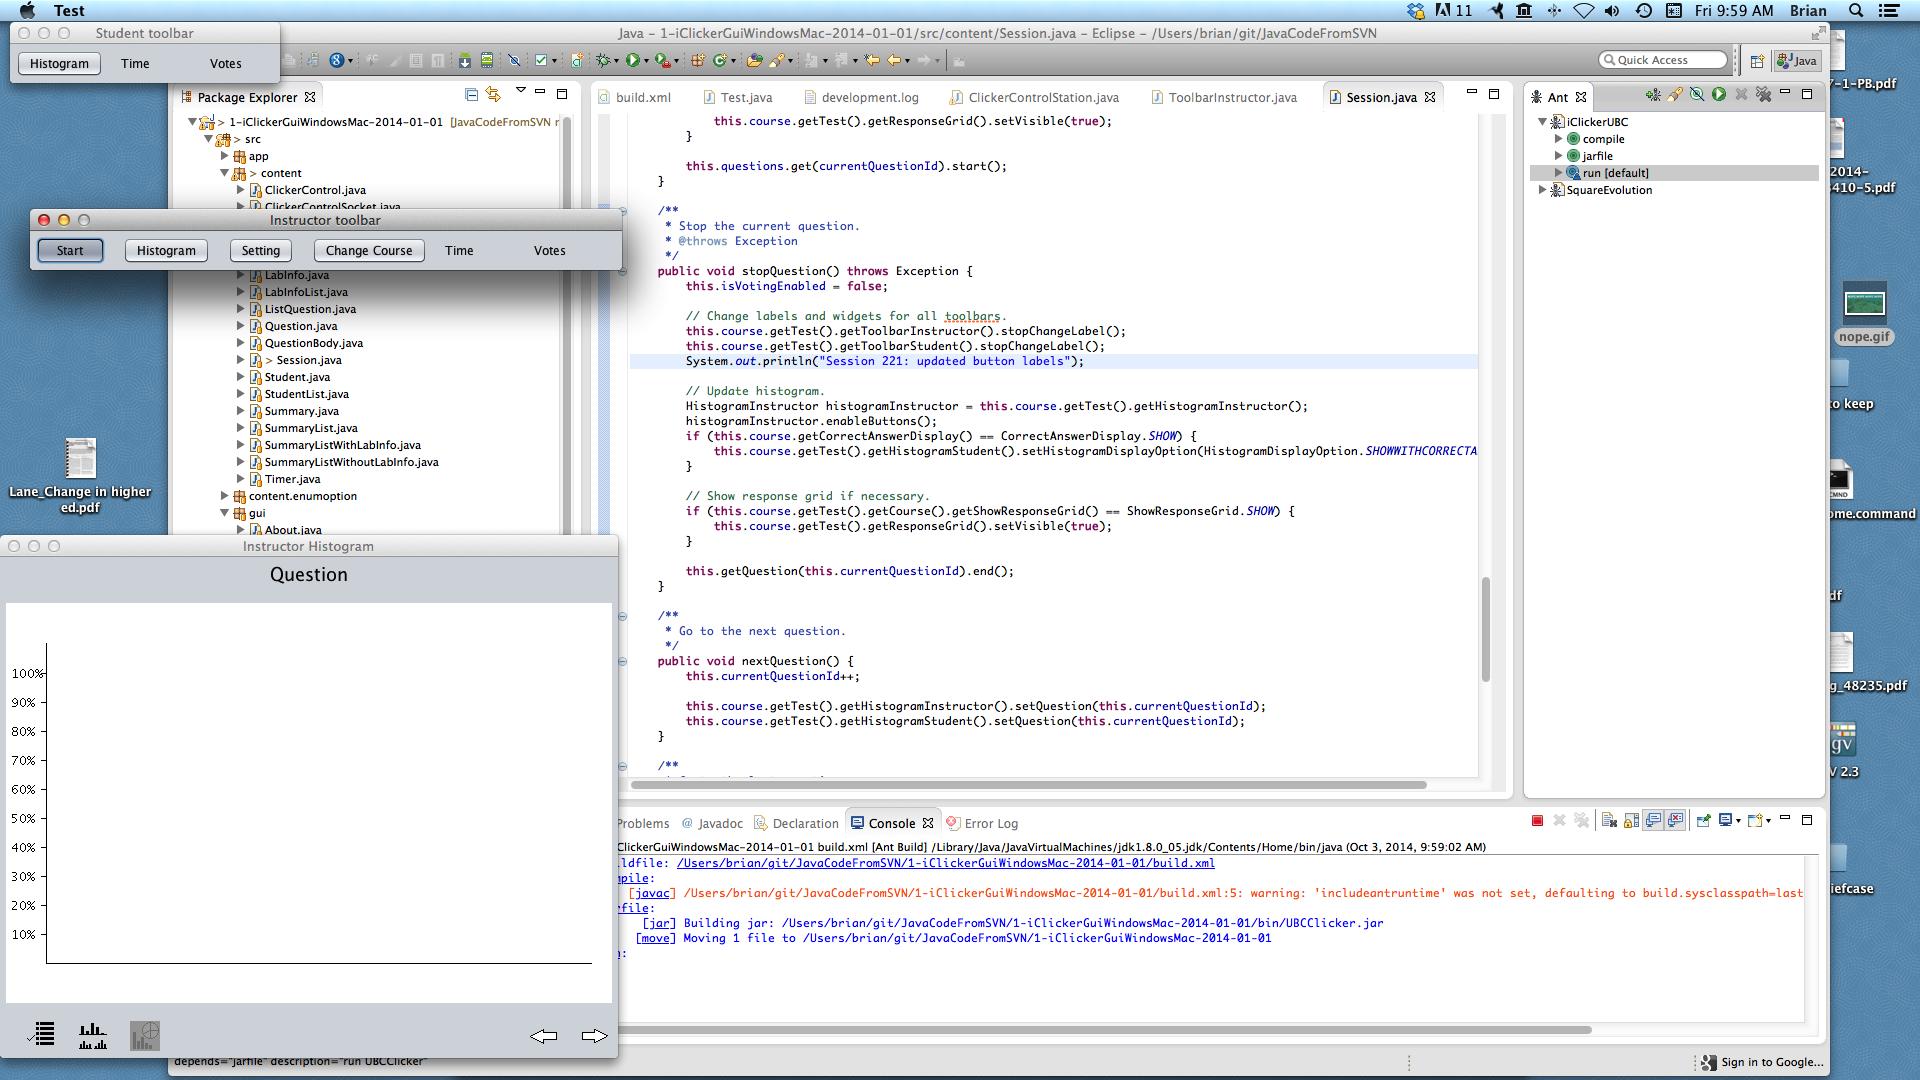 Test
11
Fri 9:59 AM
Brian
Student toolbar
Histogram
Time
Votes
Java – 1-iClickerGuiWindowsMac-2014-01-01/src/content/Session.java – Eclipse – /Users/brian/git/JavaCodeFromSVN
Quick Access
Java
Package Explorer
> 1-iClickerGuiWindowsMac-2014-01-01 [JavaCodeFromSVN r
> src
app
> content
ClickerControl.java
ClickerControlSocket.java
Instructor toolbar
Start
Histogram
Setting
Change Course
Time
Votes
LabInfo.java
LabInfoList.java
ListQuestion.java
Question.java
QuestionBody.java
> Session.java
Student.java
StudentList.java
Summary.java
SummaryList.java
SummaryListWithLabInfo.java
SummaryListWithoutLabInfo.java
Timer.java
content.enumoption
gui
About.java
build.xml
Test.java
development.log
ClickerControlStation.java
ToolbarInstructor.java
Session.java
this.course.getTest().getResponseGrid().setVisible(true);
}
this.questions.get(currentQuestionId).start();
}
/**
* Stop the current question.
* @throws Exception
*/
public void stopQuestion() throws Exception {
this.isVotingEnabled = false;
// Change labels and widgets for all toolbars.
this.course.getTest().getToolbarInstructor().stopChangeLabel();
this.course.getTest().getToolbarStudent().stopChangeLabel();
System.out.println("Session 221: updated button labels");
// Update histogram.
HistogramInstructor histogramInstructor = this.course.getTest().getHistogramInstructor();
histogramInstructor.enableButtons();
if (this.course.getCorrectAnswerDisplay() == CorrectAnswerDisplay.SHOW) {
this.course.getTest().getHistogramStudent().setHistogramDisplayOption(HistogramDisplayOption.SHOWWITHCORRECTA
}
// Show response grid if necessary.
if (this.course.getTest().getCourse().getShowResponseGrid() == ShowResponseGrid.SHOW) {
this.course.getTest().getResponseGrid().setVisible(true);
}
this.getQuestion(this.currentQuestionId).end();
}
/**
* Go to the next question.
*/
public void nextQuestion() {
this.currentQuestionId++;
this.course.getTest().getHistogramInstructor().setQuestion(this.currentQuestionId);
this.course.getTest().getHistogramStudent().setQuestion(this.currentQuestionId);
}
/**
Ant
iClickerUBC
compile
jarfile
run [default]
SquareEvolution
7-1-PB.pdf
2014-
3410-5.pdf
nope.gif
to keep
CMND
ome.command
df
g_48235.pdf
gv
V 2.3
iefcase
Lane_Change in higher
ed.pdf
Instructor Histogram
Question
100%
90%
80%
70%
60%
50%
40%
30%
20%
10%
Problems
@ Javadoc
Declaration
Console
Error Log
ClickerGuiWindowsMac-2014-01-01 build.xml [Ant Build] /Library/Java/JavaVirtualMachines/jdk1.8.0_05.jdk/Contents/Home/bin/java (Oct 3, 2014, 9:59:02 AM)
ldfile: /Users/brian/git/JavaCodeFromSVN/1-iClickerGuiWindowsMac-2014-01-01/build.xml
mpile:
[javac] /Users/brian/git/JavaCodeFromSVN/1-iClickerGuiWindowsMac-2014-01-01/build.xml:5: warning: 'includeantruntime' was not set, defaulting to build.sysclasspath=last
rfile:
[jar] Building jar: /Users/brian/git/JavaCodeFromSVN/1-iClickerGuiWindowsMac-2014-01-01/bin/UBCClicker.jar
[move] Moving 1 file to /Users/brian/git/JavaCodeFromSVN/1-iClickerGuiWindowsMac-2014-01-01
n:
depends="jarfile" description="run UBCClicker"
Sign in to Google...